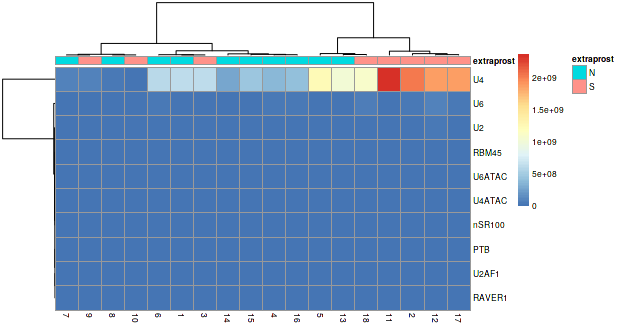 extraprost
extraprost
N
S
U4
U6
U2
RBM45
U6ATAC
U4ATAC
nSR100
PTB
U2AF1
RAVER1
2e+09
1.5e+09
1e+09
5e+08
0
7 9 8 10 6 1 3 14 15 4 16 5 13 18 11 2 12 17